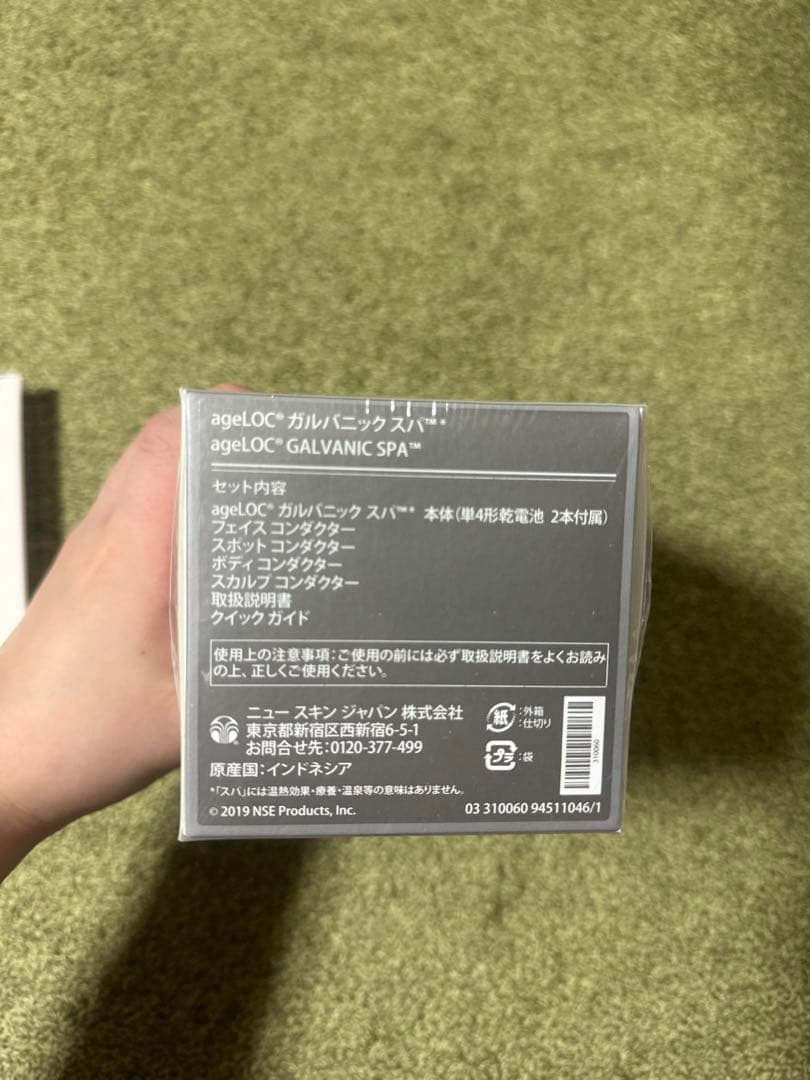 ageLOC® ガルバニック スパ™*
ageLOC® GALVANIC SPA™
セット内容
ageLOC® ガルバニック スパ™* 本体(単4形乾電池 2本付属)
フェイス コンダクター
スポット コンダクター
ボディ コンダクター
スカルプ コンダクター
取扱説明書
クイック ガイド
使用上の注意事項:ご使用の前には必ず取扱説明書をよくお読み
の上、正しくご使用ください。
ニュー スキン ジャパン 株式会社
東京都新宿区西新宿6-5-1
お問合せ先:0120-377-499
原産国:インドネシア
*「スパ」には温熱効果・療養・温泉等の意味はありません。
© 2019 NSE Products, Inc.
紙 :外箱
:仕切り
プラ :袋
310060
03 310060 94511046/1